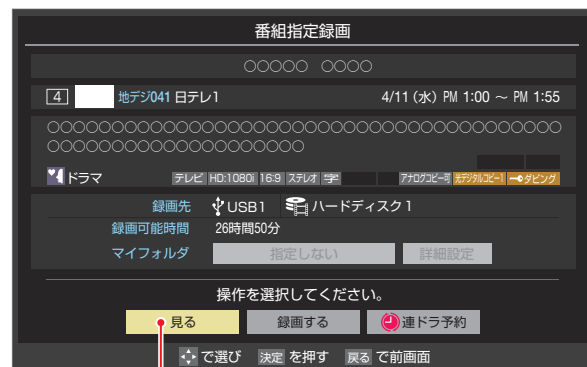 番組指定録画
○○○○○ ○○○○
4 地デジ041 日テレ1 4/11 (水) PM 1:00 ～ PM 1:55
○○○○○○○○○○○○○○○○○○○○○○○○○○○○○○○○○○○○○○○○
○○○○○○○○○○○○○○○○○○○○
ドラマ テレビ HD:1080i 16:9 ステレオ 字 アナログコピー可 光デジタルコピー1 ダビング
録画先 USB1 ハードディスク1
録画可能時間 26時間50分
マイフォルダ 指定しない 詳細設定
操作を選択してください。
見る 録画する 連ドラ予約
で選び 決定 を押す 戻る で前画面